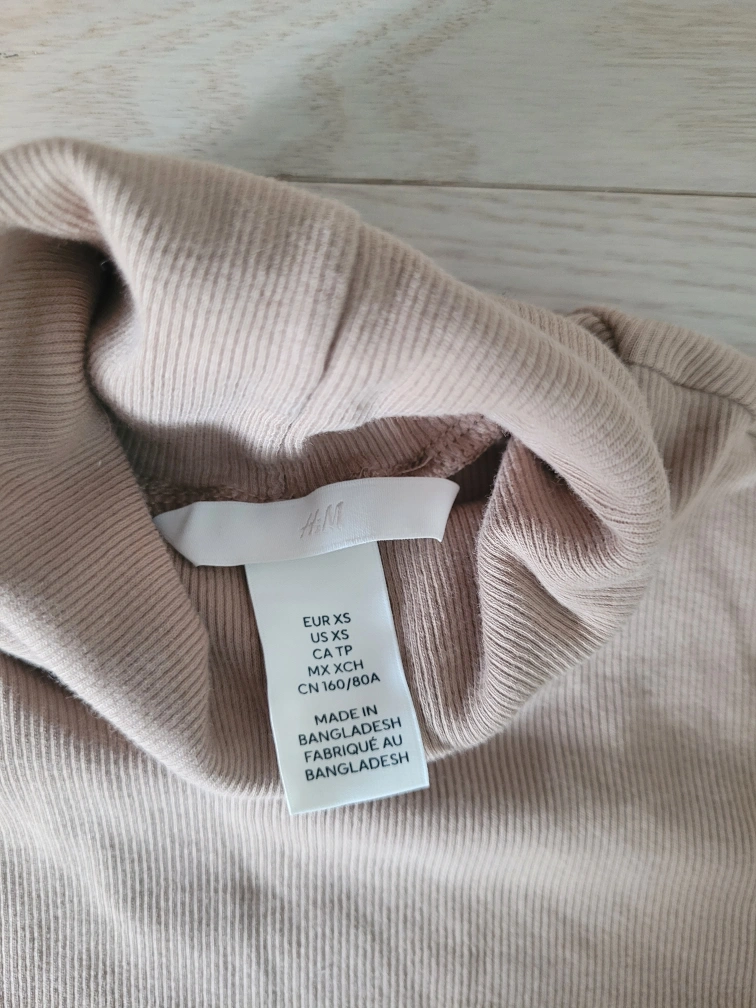 H&M
EUR XS
US XS
CA TP
MX XCH
CN 160/80A
MADE IN
BANGLADESH
FABRIQUÉ AU
BANGLADESH